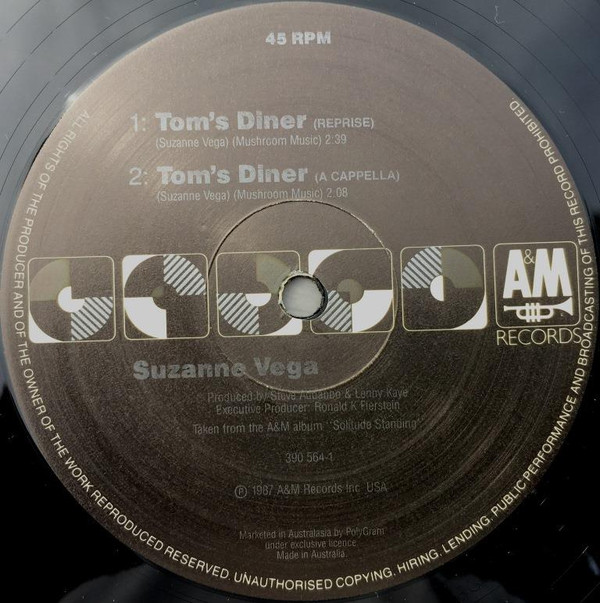 45 RPM
1: Tom's Diner (REPRISE)
(Suzanne Vega) (Mushroom Music) 2.39
2: Tom's Diner (A CAPPELLA)
(Suzanne Vega) (Mushroom Music) 2.08
A&M
RECORDS
Suzanne Vega
Produced by Steve Addabbo & Lenny Kaye
Executive Producer: Ronald K Fierstein
Taken from the A&M album "Solitude Standing"
390 564-1
Ⓟ 1987 A&M Records Inc. USA
Marketed in Australasia by PolyGram
under exclusive licence
Made in Australia
ALL RIGHTS OF THE PRODUCER AND OF THE OWNER OF THE WORK REPRODUCED RESERVED. UNAUTHORISED COPYING, HIRING, LENDING, PUBLIC PERFORMANCE AND BROADCASTING OF THIS RECORD PROHIBITED